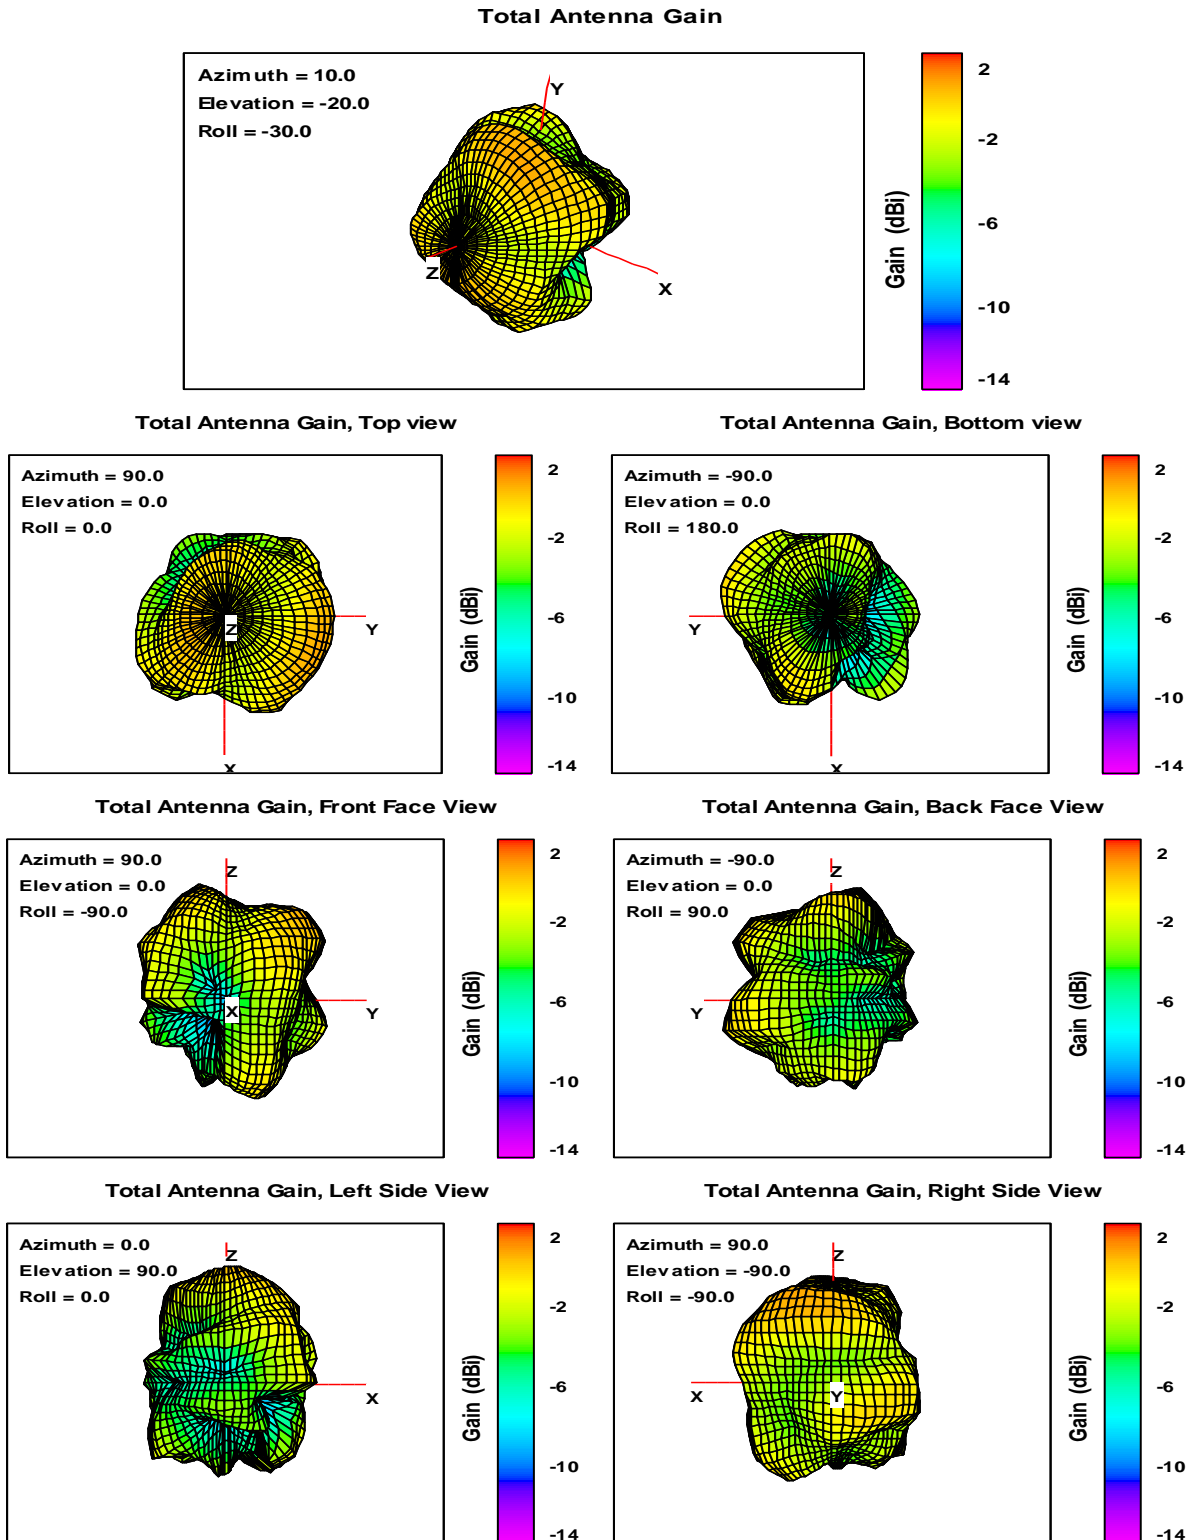 Total Antenna Gain
Azimuth = 10.0
Elevation = -20.0
Roll = -30.0
Y
Z
X
Gain (dBi)
2
-2
-6
-10
-14
Total Antenna Gain, Top view
Azimuth = 90.0
Elevation = 0.0
Roll = 0.0
Z
Y
X
Gain (dBi)
2
-2
-6
-10
-14
Total Antenna Gain, Bottom view
Azimuth = -90.0
Elevation = 0.0
Roll = 180.0
Y
X
Gain (dBi)
2
-2
-6
-10
-14
Total Antenna Gain, Front Face View
Azimuth = 90.0
Elevation = 0.0
Roll = -90.0
Z
X
Y
Gain (dBi)
2
-2
-6
-10
-14
Total Antenna Gain, Back Face View
Azimuth = -90.0
Elevation = 0.0
Roll = 90.0
Z
Y
Gain (dBi)
2
-2
-6
-10
-14
Total Antenna Gain, Left Side View
Azimuth = 0.0
Elevation = 90.0
Roll = 0.0
Z
X
Gain (dBi)
2
-2
-6
-10
-14
Total Antenna Gain, Right Side View
Azimuth = 90.0
Elevation = -90.0
Roll = -90.0
Z
X
Y
Gain (dBi)
2
-2
-6
-10
-14